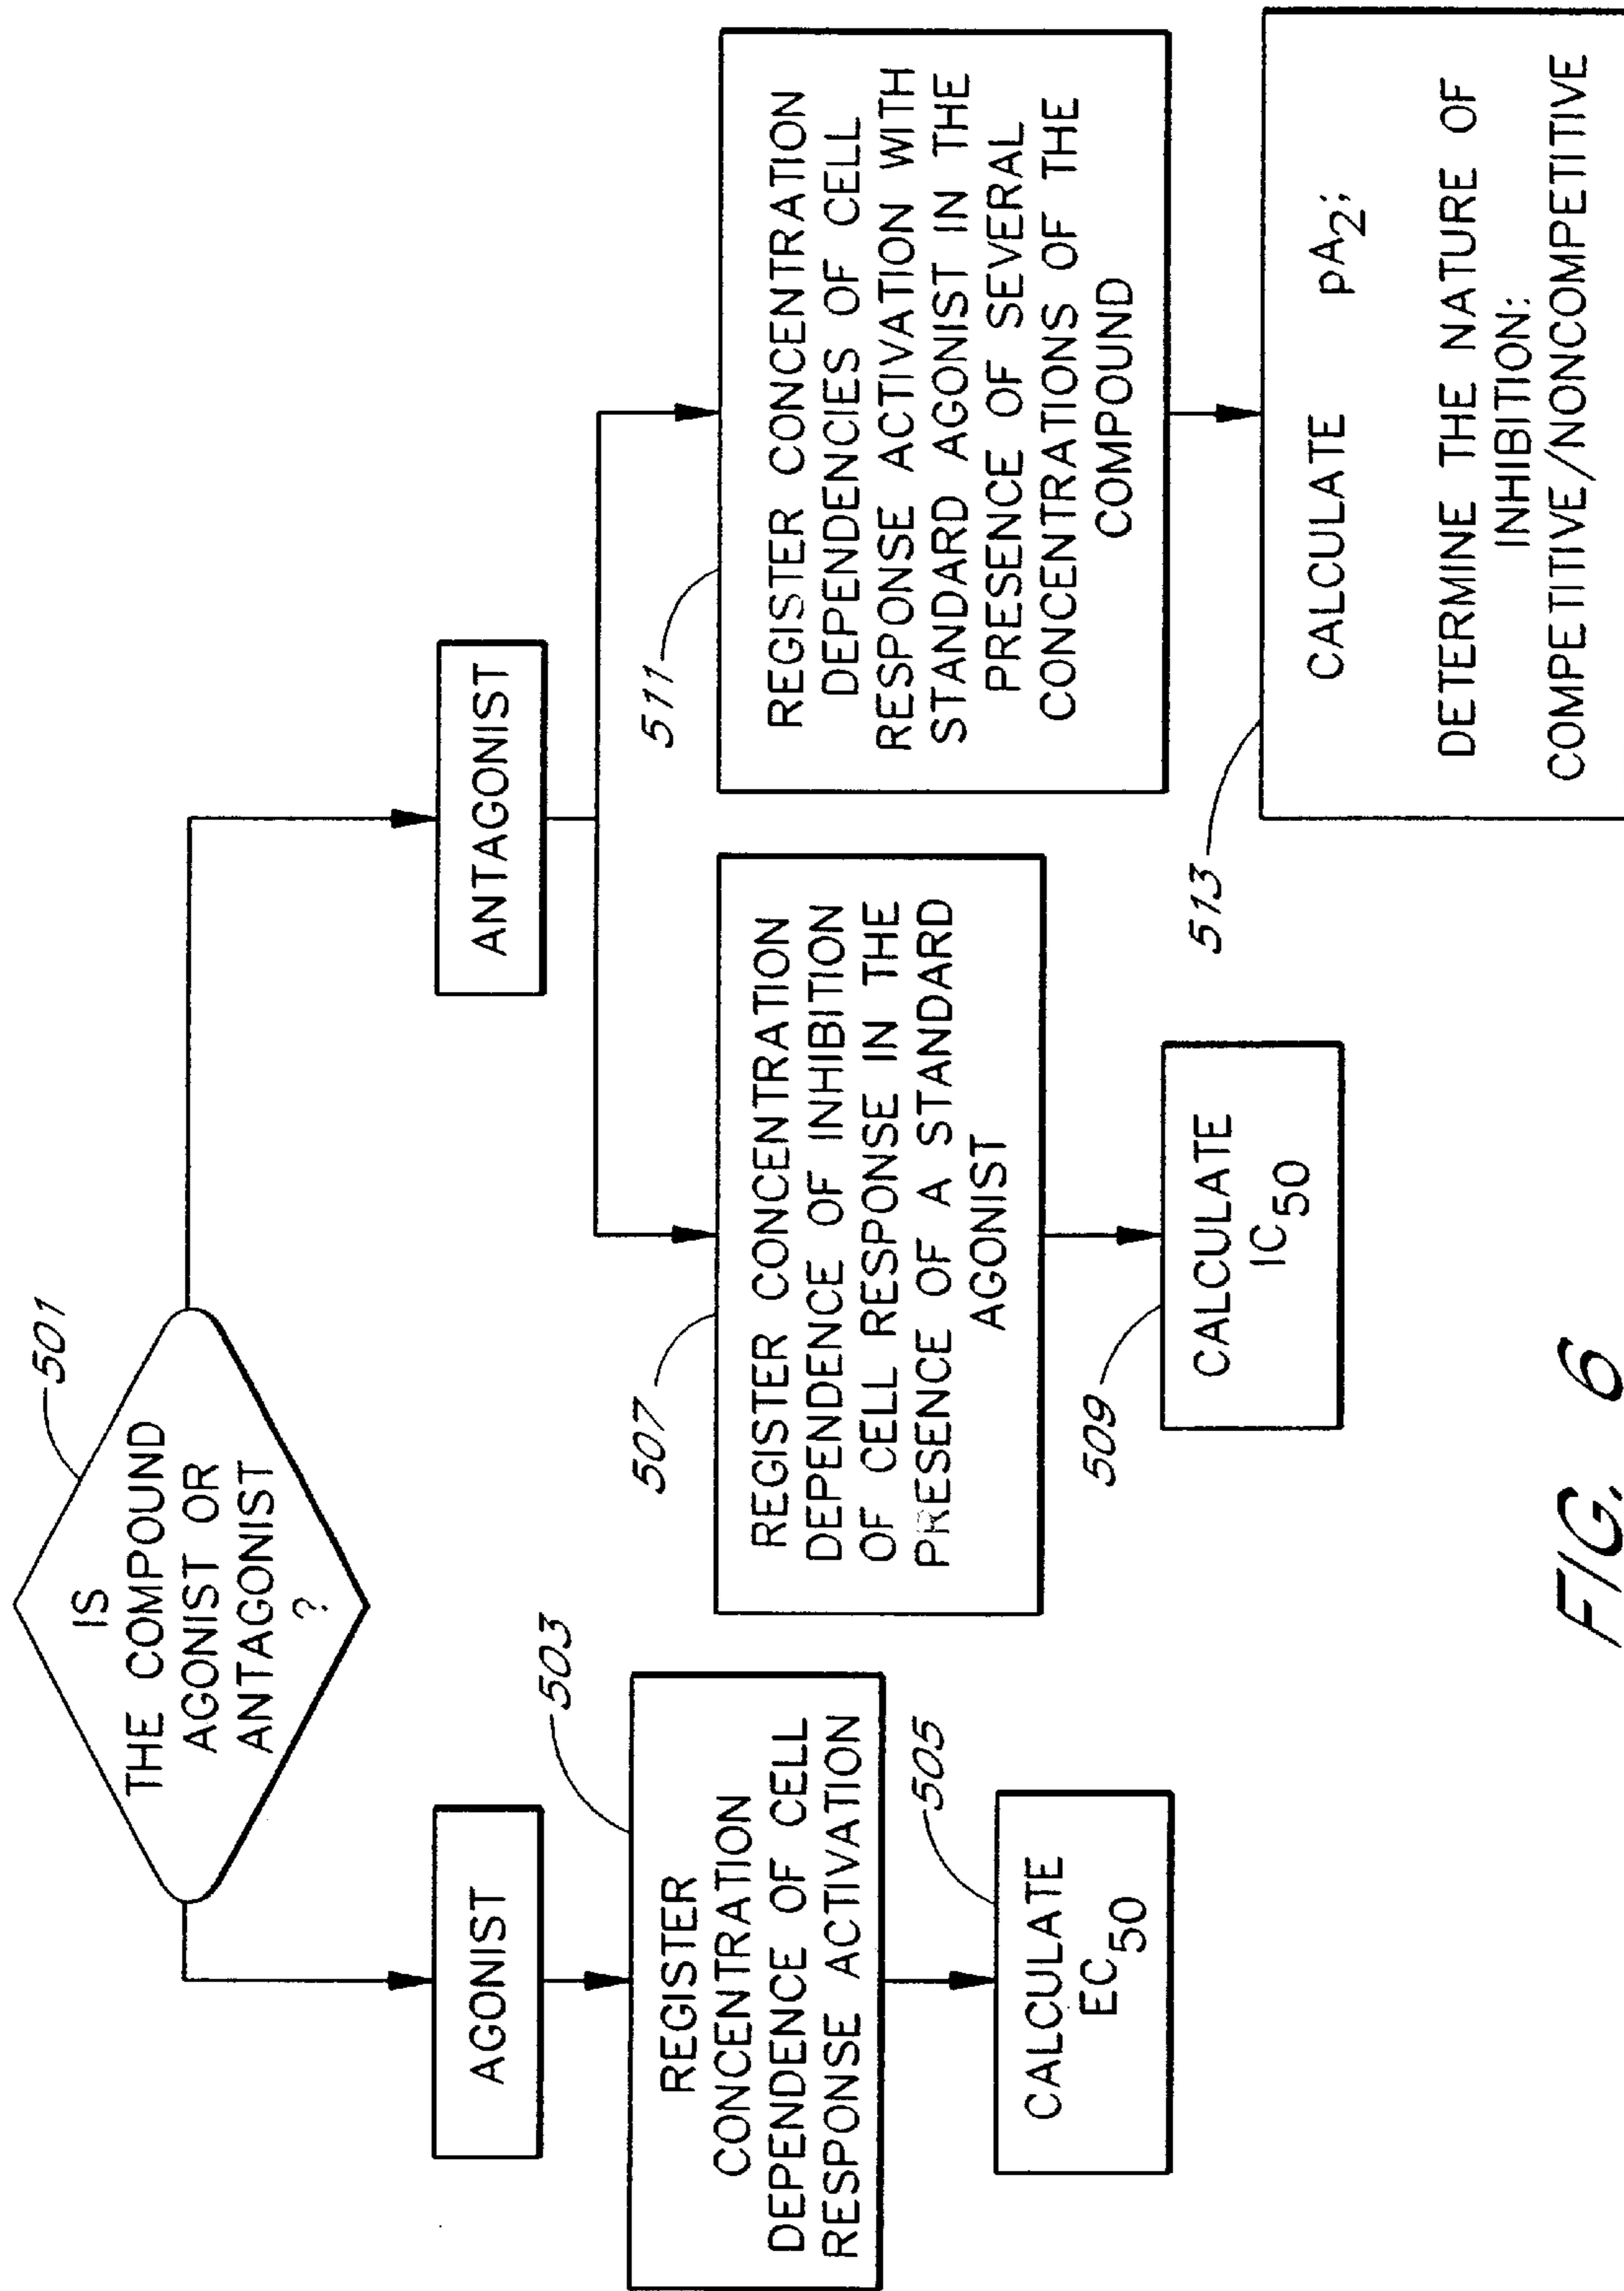 501
IS
THE COMPOUND
AGONIST OR
ANTAGONIST
?
AGONIST
ANTAGONIST
503
REGISTER
CONCENTRATION
DEPENDENCE OF CELL
RESPONSE ACTIVATION
505
CALCULATE
EC50
507
REGISTER CONCENTRATION
DEPENDENCE OF INHIBITION
OF CELL RESPONSE IN THE
PRESENCE OF A STANDARD
AGONIST
509
CALCULATE
IC50
511
REGISTER CONCENTRATION
DEPENDENCIES OF CELL
RESPONSE ACTIVATION WITH
STANDARD AGONIST IN THE
PRESENCE OF SEVERAL
CONCENTRATIONS OF THE
COMPOUND
513
CALCULATE pA2;
DETERMINE THE NATURE OF
INHIBITION:
COMPETITIVE/NONCOMPETITIVE
FIG. 6